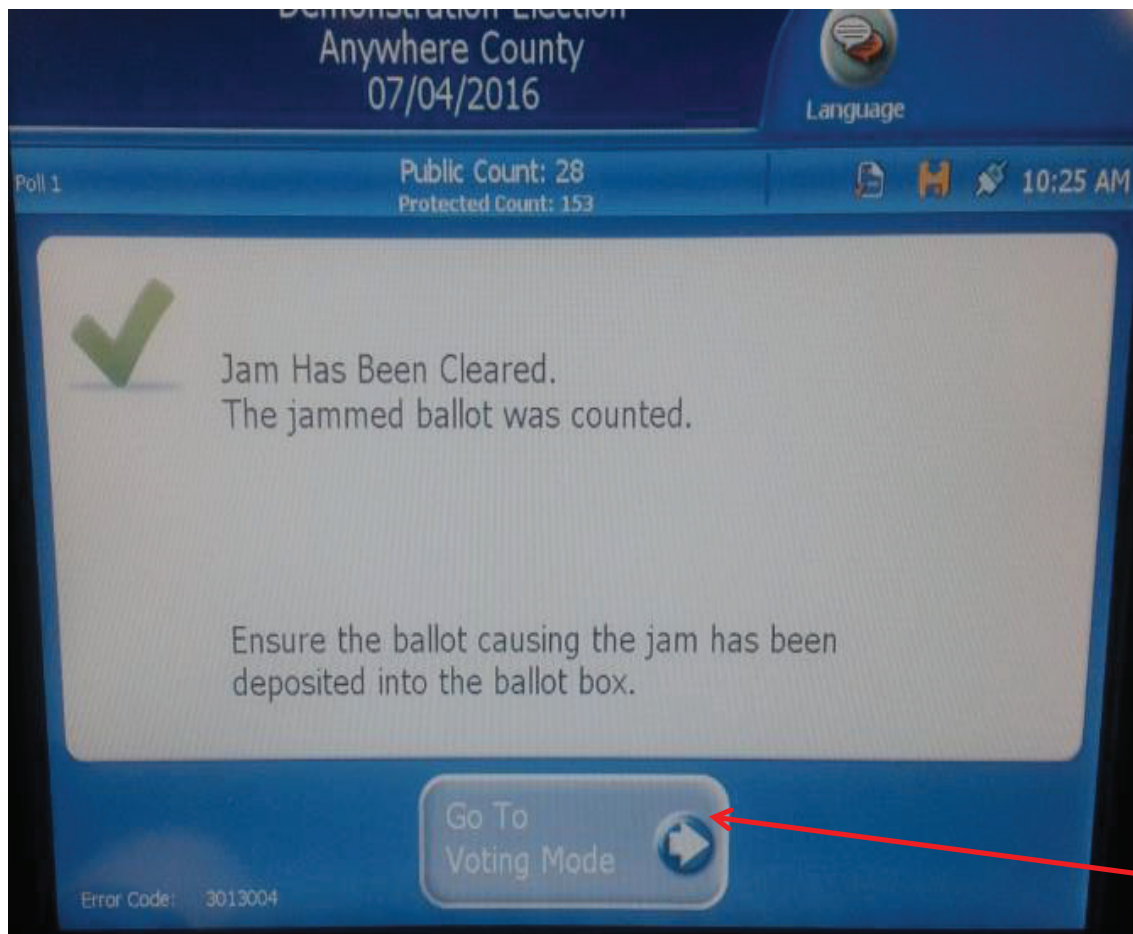 Demonstration Election
Anywhere County
07/04/2016
Language
Poll 1
Public Count: 28
Protected Count: 153
10:25 AM
Jam Has Been Cleared.
The jammed ballot was counted.
Ensure the ballot causing the jam has been
deposited into the ballot box.
Go To
Voting Mode
Error Code: 3013004